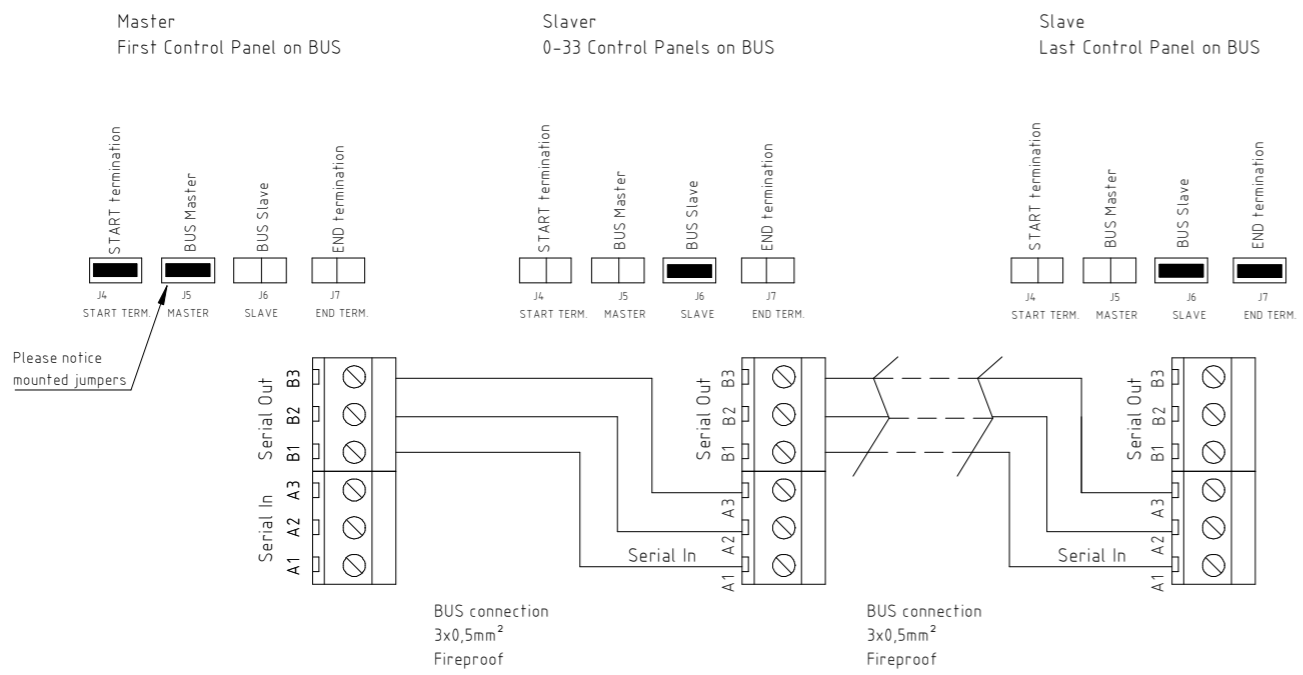 Master
First Control Panel on BUS
Slaver
0-33 Control Panels on BUS
Slave
Last Control Panel on BUS
START termination
BUS Master
BUS Slave
END termination
START termination
BUS Master
BUS Slave
END termination
START termination
BUS Master
BUS Slave
END termination
J4
J5
J6
J7
START TERM.
MASTER
SLAVE
END TERM.
J4
J5
J6
J7
START TERM.
MASTER
SLAVE
END TERM.
J4
J5
J6
J7
START TERM.
MASTER
SLAVE
END TERM.
Please notice
mounted jumpers
Serial Out
B3
B2
B1
Serial In
A3
A2
A1
Serial Out
B3
B2
B1
Serial In
A3
A2
A1
Serial Out
B3
B2
B1
Serial In
A3
A2
A1
BUS connection
3x0,5mm²
Fireproof
BUS connection
3x0,5mm²
Fireproof